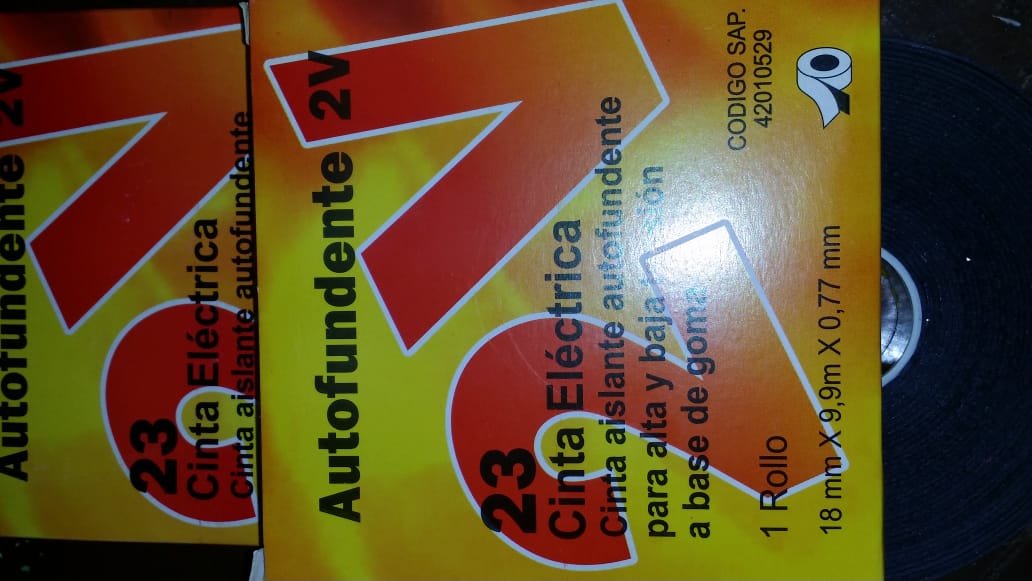 Autofundente 2V
23
Cinta Eléctrica
Cinta aislante autofundente
Autofundente 2V
23
Cinta Eléctrica
Cinta aislante autofundente
para alta y baja tensión
a base de goma
1 Rollo
18 mm X 9,9m X 0,77 mm
CODIGO SAP.
42010529